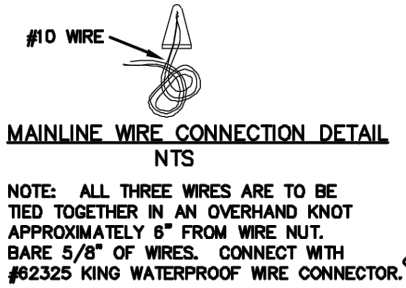 #10 WIRE
MAINLINE WIRE CONNECTION DETAIL
NTS
NOTE: ALL THREE WIRES ARE TO BE
TIED TOGETHER IN AN OVERHAND KNOT
APPROXIMATELY 6" FROM WIRE NUT.
BARE 5/8" OF WIRES. CONNECT WITH
#62325 KING WATERPROOF WIRE CONNECTOR.